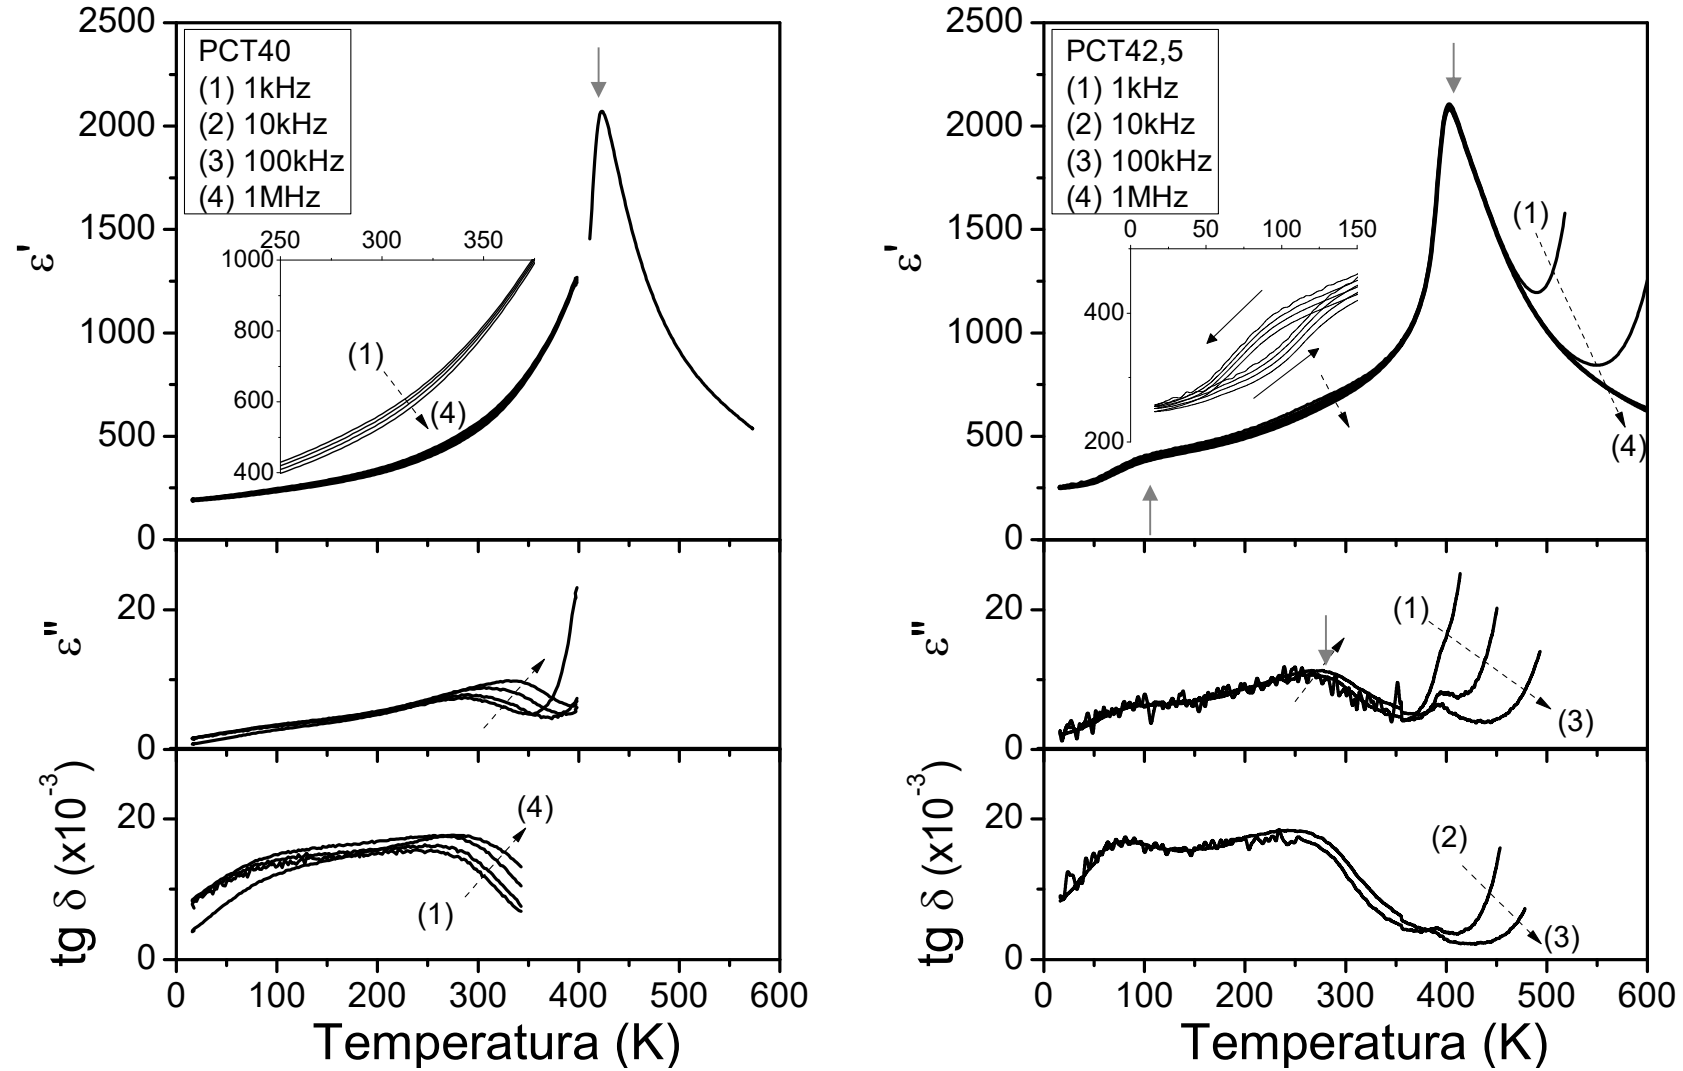 PCT40
(1) 1kHz
(2) 10kHz
(3) 100kHz
(4) 1MHz
2500
2000
1500
1000
500
0
ε'
250 300 350
1000
800
600
400
(1)
(4)
20
0
ε"
20
0
tg δ (x10-3)
(4)
(1)
0 100 200 300 400 500 600
Temperatura (K)
PCT42,5
(1) 1kHz
(2) 10kHz
(3) 100kHz
(4) 1MHz
2500
2000
1500
1000
500
0
ε'
0 50 100 150
400
200
(1)
(4)
20
0
ε"
(1)
(3)
20
0
tg δ (x10-3)
(2)
(3)
0 100 200 300 400 500 600
Temperatura (K)